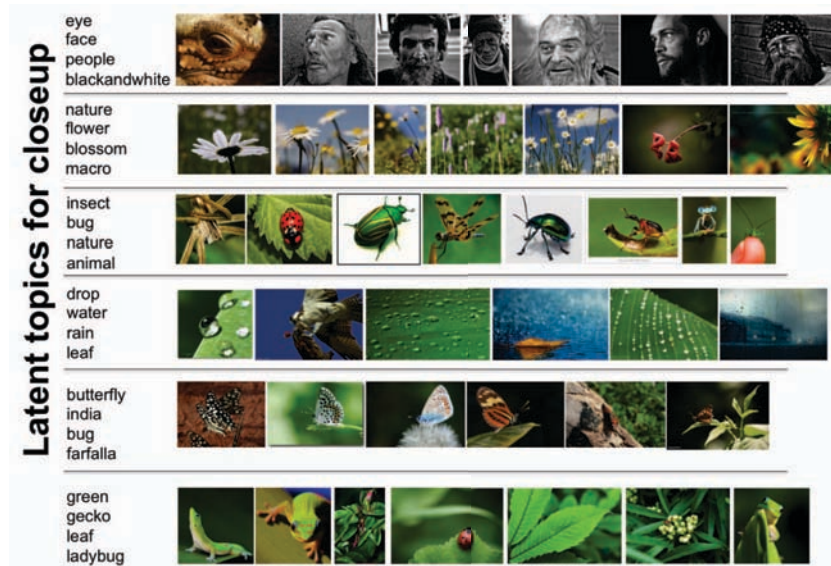 Latent topics for closeup
eye
face
people
blackandwhite
nature
flower
blossom
macro
insect
bug
nature
animal
drop
water
rain
leaf
butterfly
india
bug
farfalla
green
gecko
leaf
ladybug